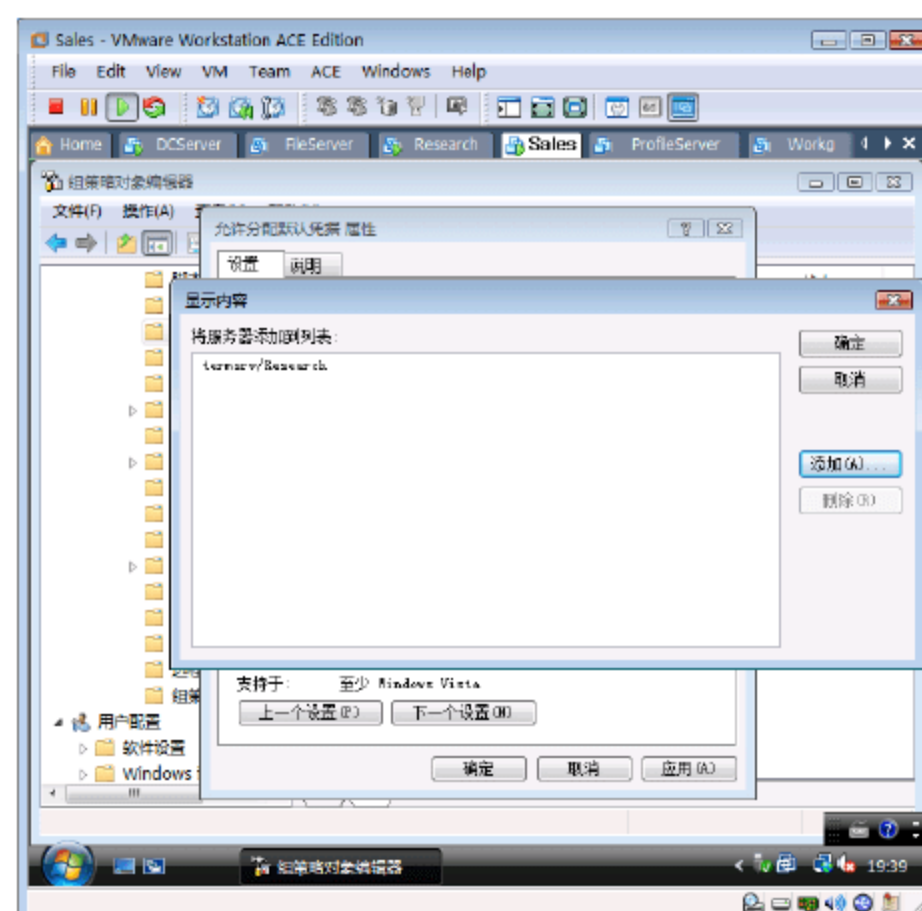 Sales - VMware Workstation ACE Edition
File Edit View VM Team ACE Windows Help
Home DCServer FileServer Research Sales ProfileServer Workg
组策略对象编辑器
文件(F) 操作(A)
允许分配默认凭据 属性
设置 说明
显示内容
将服务器添加到列表:
termsrv/Research
确定
取消
添加(A)...
删除(R)
支持于: 至少 Windows Vista
上一个设置(P) 下一个设置(N)
组策
用户配置
软件设置
Windows
确定 取消 应用(A)
组策略对象编辑器
19:39